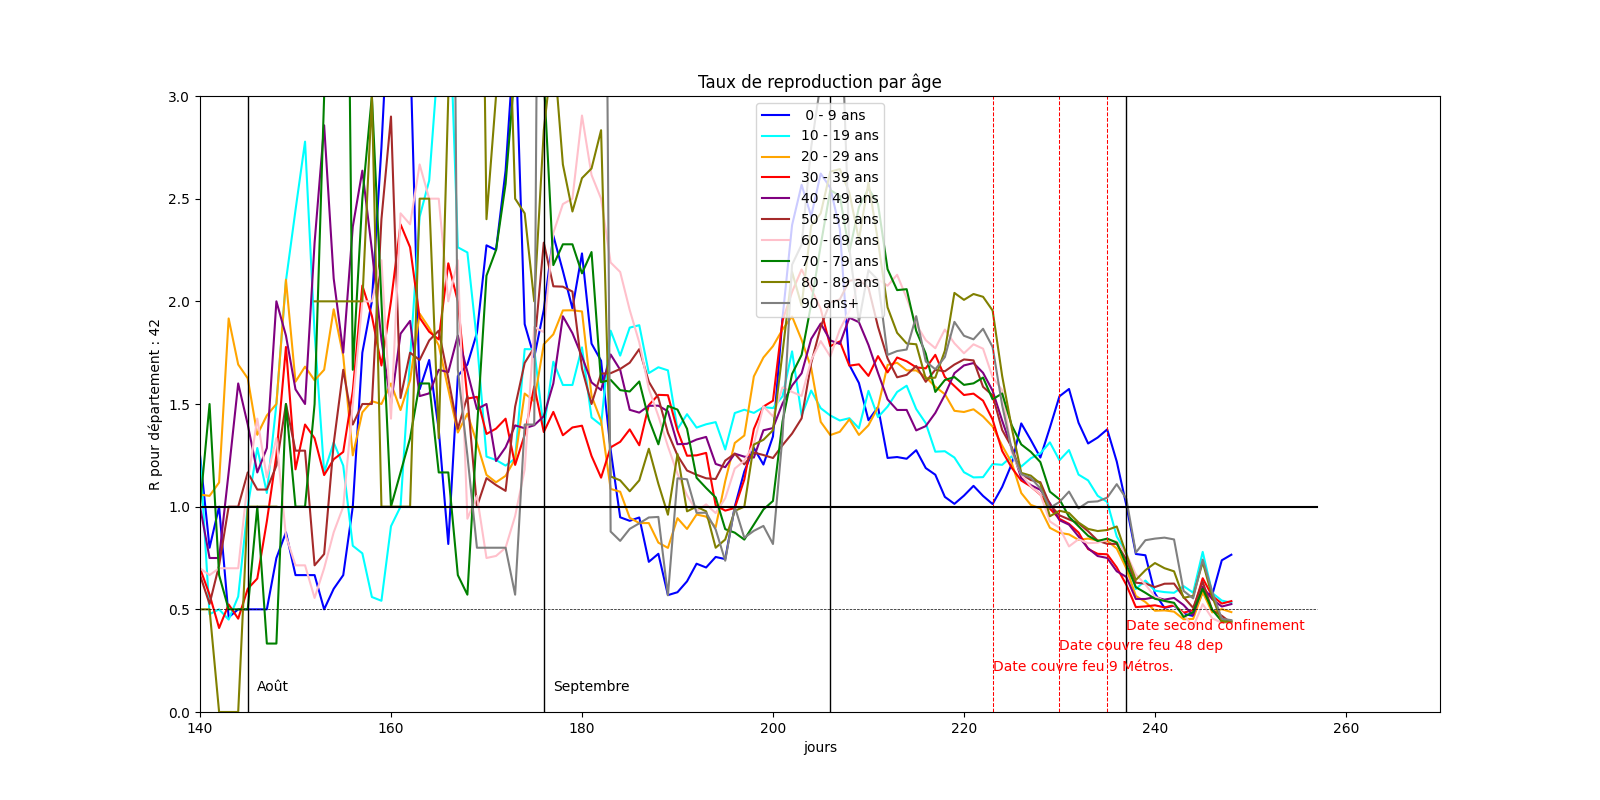 Taux de reproduction par âge
R pour département : 42
3.0
2.5
2.0
1.5
1.0
0.5
0.0
0 - 9 ans
10 - 19 ans
20 - 29 ans
30 - 39 ans
40 - 49 ans
50 - 59 ans
60 - 69 ans
70 - 79 ans
80 - 89 ans
90 ans+
Date second confinement
Date couvre feu 48 dep
Date couvre feu 9 Métros.
Août
Septembre
140
160
180
200
220
240
260
jours